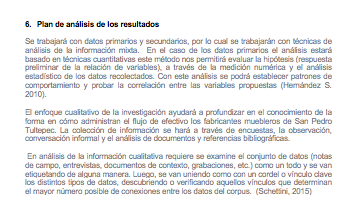 6. Plan de análisis de los resultados
Se trabajará con datos primarios y secundarios, por lo cual se trabajarán con técnicas de
análisis de la información mixta. En el caso de los datos primarios el análisis estará
basado en técnicas cuantitativas este método nos permitirá evaluar la hipótesis (respuesta
preliminar de la relación de variables), a través de la medición numérica y el análisis
estadístico de los datos recolectados. Con este análisis se podrá establecer patrones de
comportamiento y probar la correlación entre las variables propuestas (Hernández S.
2010).
El enfoque cualitativo de la investigación ayudará a profundizar en el conocimiento de la
forma en cómo administran el flujo de efectivo los fabricantes muebleros de San Pedro
Tultepec. La colección de información se hará a través de encuestas, la observación,
conversación informal y el análisis de documentos y referencias bibliográficas.
En análisis de la información cualitativa requiere se examine el conjunto de datos (notas
de campo, entrevistas, documentos de contexto, grabaciones, etc.) como un todo y se van
etiquetando de alguna manera. Luego, se van uniendo como con un cordel o vínculo clave
los distintos tipos de datos, descubriendo o verificando aquellos vínculos que determinan
el mayor número posible de conexiones entre los datos del corpus. (Schettini, 2015)